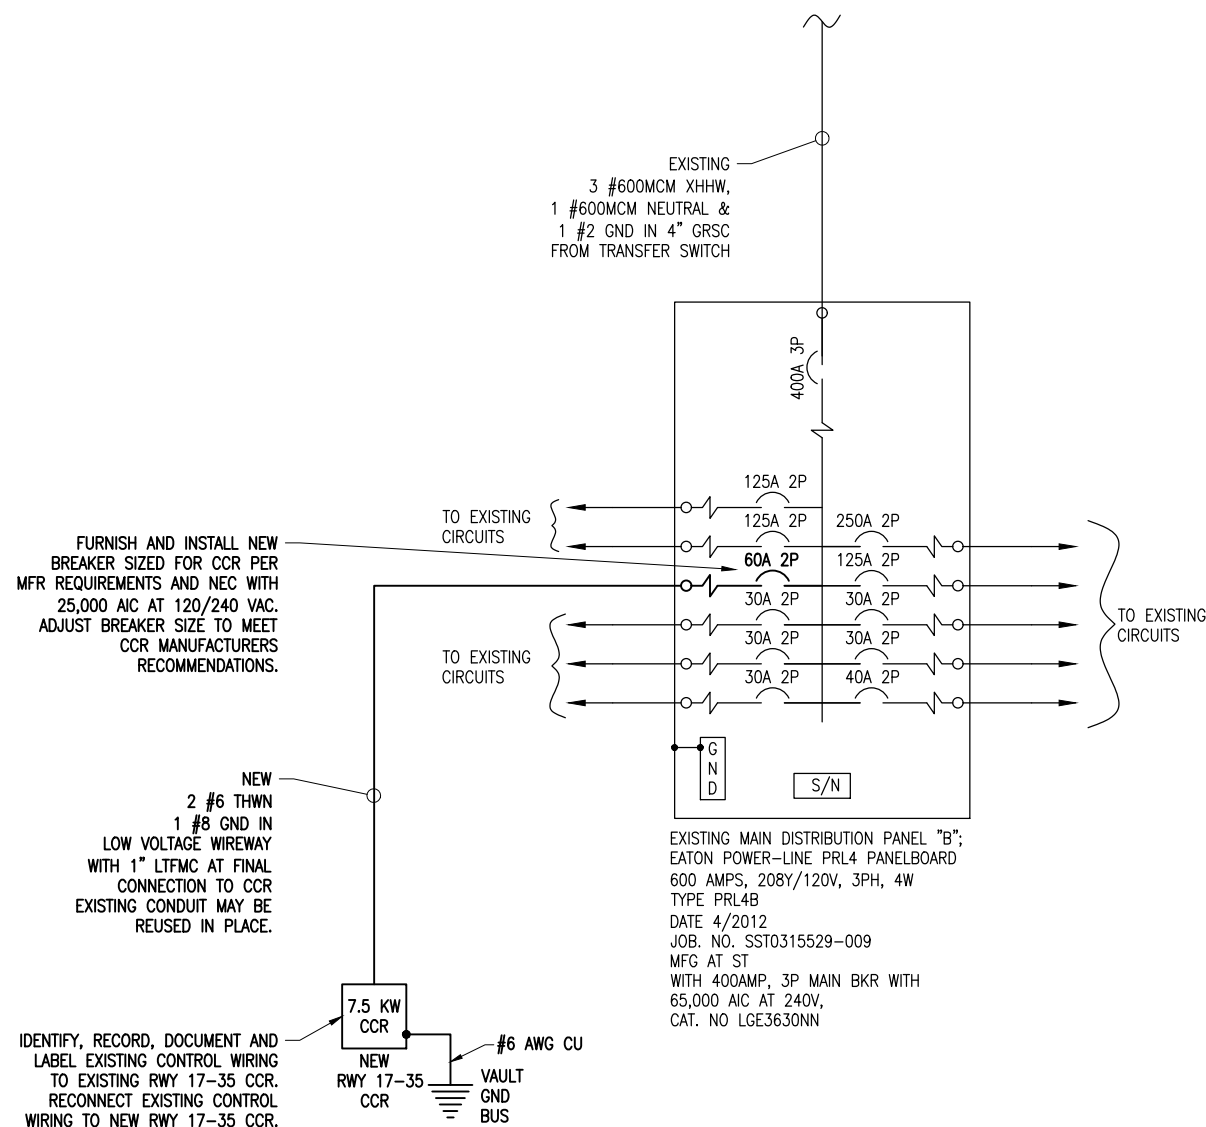 EXISTING
3 #600MCM XHHW,
1 #600MCM NEUTRAL &
1 #2 GND IN 4" GRSC
FROM TRANSFER SWITCH
400A 3P
125A 2P
TO EXISTING
CIRCUITS
125A 2P
250A 2P
FURNISH AND INSTALL NEW
BREAKER SIZED FOR CCR PER
MFR REQUIREMENTS AND NEC WITH
25,000 AIC AT 120/240 VAC.
ADJUST BREAKER SIZE TO MEET
CCR MANUFACTURERS
RECOMMENDATIONS.
60A 2P
125A 2P
30A 2P
30A 2P
TO EXISTING
CIRCUITS
30A 2P
30A 2P
TO EXISTING
CIRCUITS
30A 2P
40A 2P
G
N
D
S/N
NEW
2 #6 THWN
1 #8 GND IN
LOW VOLTAGE WIREWAY
WITH 1" LTFMC AT FINAL
CONNECTION TO CCR
EXISTING CONDUIT MAY BE
REUSED IN PLACE.
EXISTING MAIN DISTRIBUTION PANEL "B";
EATON POWER-LINE PRL4 PANELBOARD
600 AMPS, 208Y/120V, 3PH, 4W
TYPE PRL4B
DATE 4/2012
JOB. NO. SST0315529-009
MFG AT ST
WITH 400AMP, 3P MAIN BKR WITH
65,000 AIC AT 240V,
CAT. NO LGE3630NN
7.5 KW
CCR
IDENTIFY, RECORD, DOCUMENT AND
LABEL EXISTING CONTROL WIRING
TO EXISTING RWY 17-35 CCR.
RECONNECT EXISTING CONTROL
WIRING TO NEW RWY 17-35 CCR.
NEW
RWY 17-35
CCR
#6 AWG CU
VAULT
GND
BUS